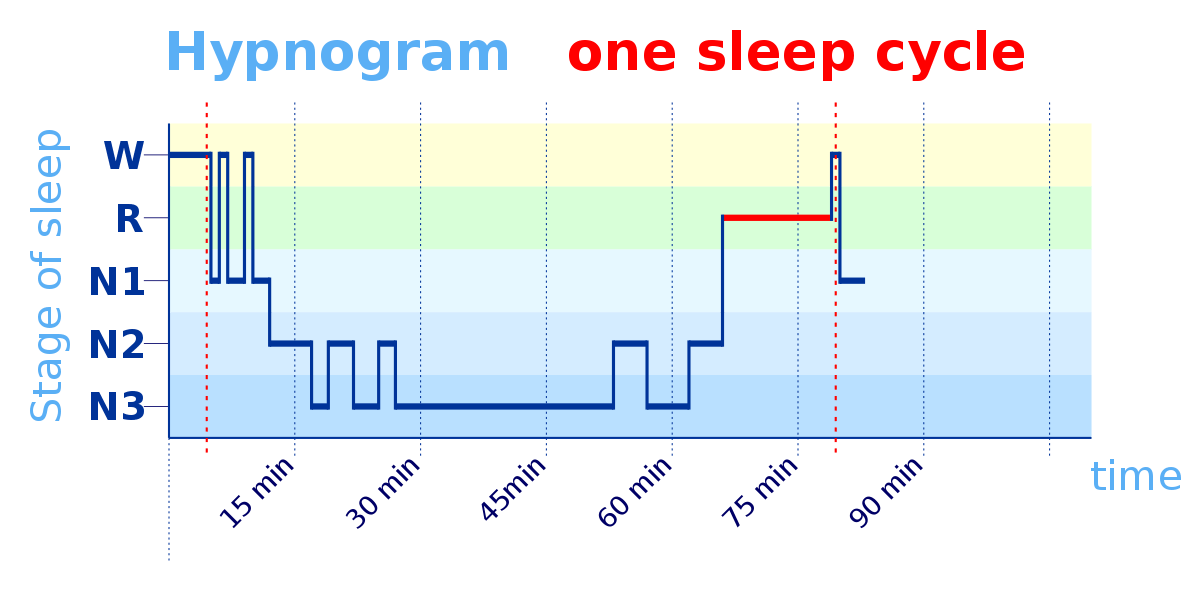 Hypnogram one sleep cycle
Stage of sleep
W
R
N1
N2
N3
15 min
30 min
45min
60 min
75 min
90 min
time